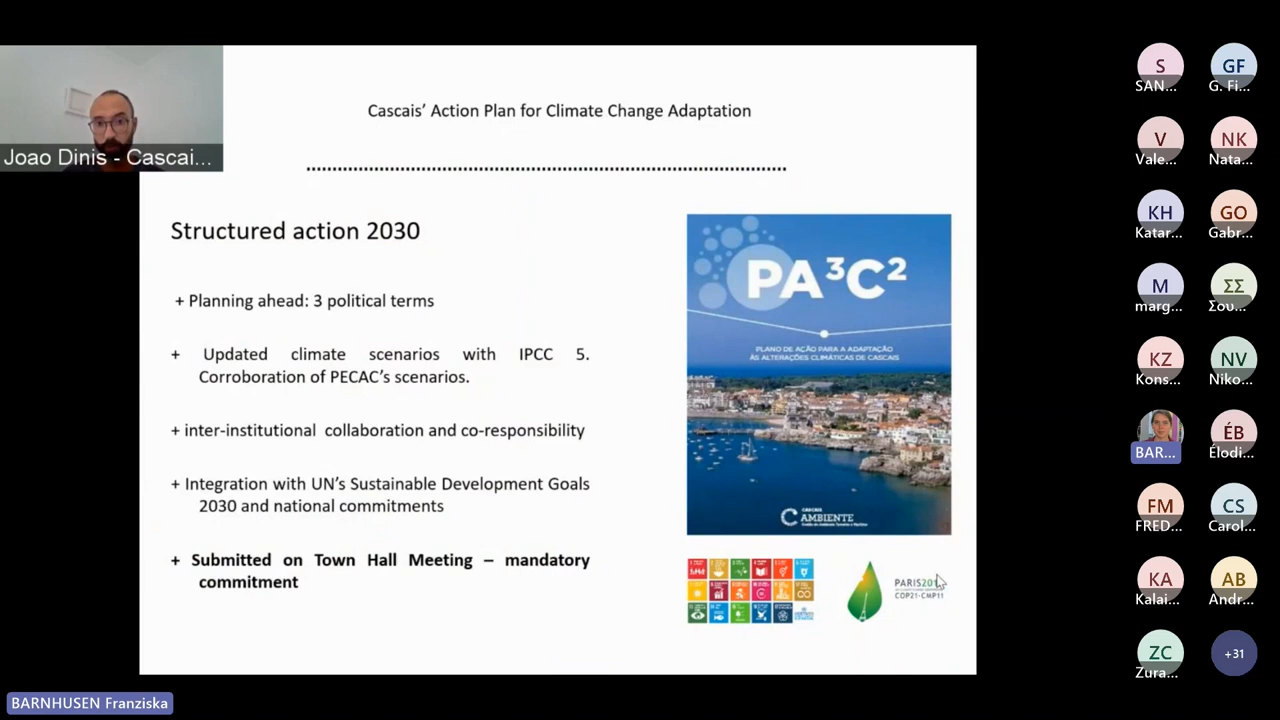 Joao Dinis - Cascai...
Cascais' Action Plan for Climate Change Adaptation
Structured action 2030
+ Planning ahead: 3 political terms
+ Updated climate scenarios with IPCC 5.
Corroboration of PECAC's scenarios.
+ inter-institutional collaboration and co-responsibility
+ Integration with UN's Sustainable Development Goals
2030 and national commitments
+ Submitted on Town Hall Meeting – mandatory
commitment
PA³C²
PLANO DE AÇÃO PARA A ADAPTAÇÃO
ÀS ALTERAÇÕES CLIMÁTICAS DE CASCAIS
CASCAIS
AMBIENTE
PARIS201
COP21·CMP11
S
SAN...
GF
G. Fi...
V
Vale...
NK
Nata...
KH
Katar...
GO
Gabr...
M
marg...
ΣΣ
Σου...
KZ
Kons...
NV
Niko...
BAR...
ÉB
Élodi...
FM
FRED...
CS
Carol...
KA
Kalai...
AB
Andr...
ZC
Zura...
+31
BARNHUSEN Franziska